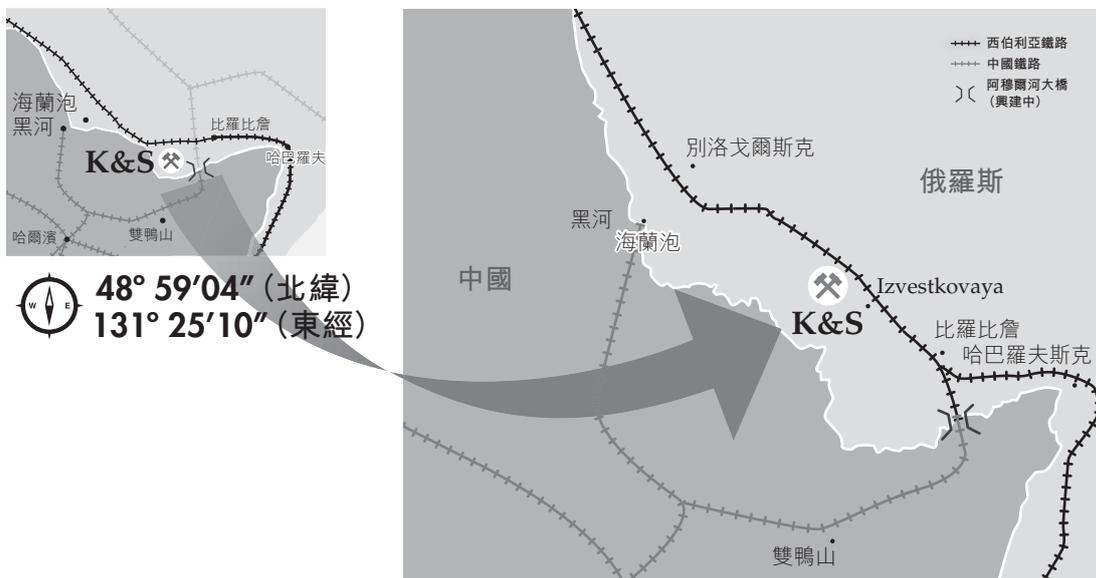 海蘭泡
黑河
比羅比詹
K&S
哈巴羅夫
哈爾濱
雙鴨山
W E
48° 59′04″ (北緯)
131° 25′10″ (東經)
西伯利亞鐵路
中國鐵路
阿穆爾河大橋
(興建中)
別洛戈爾斯克
俄羅斯
黑河
海蘭泡
中國
Izvestkovaya
K&S
比羅比詹
哈巴羅夫斯克
雙鴨山